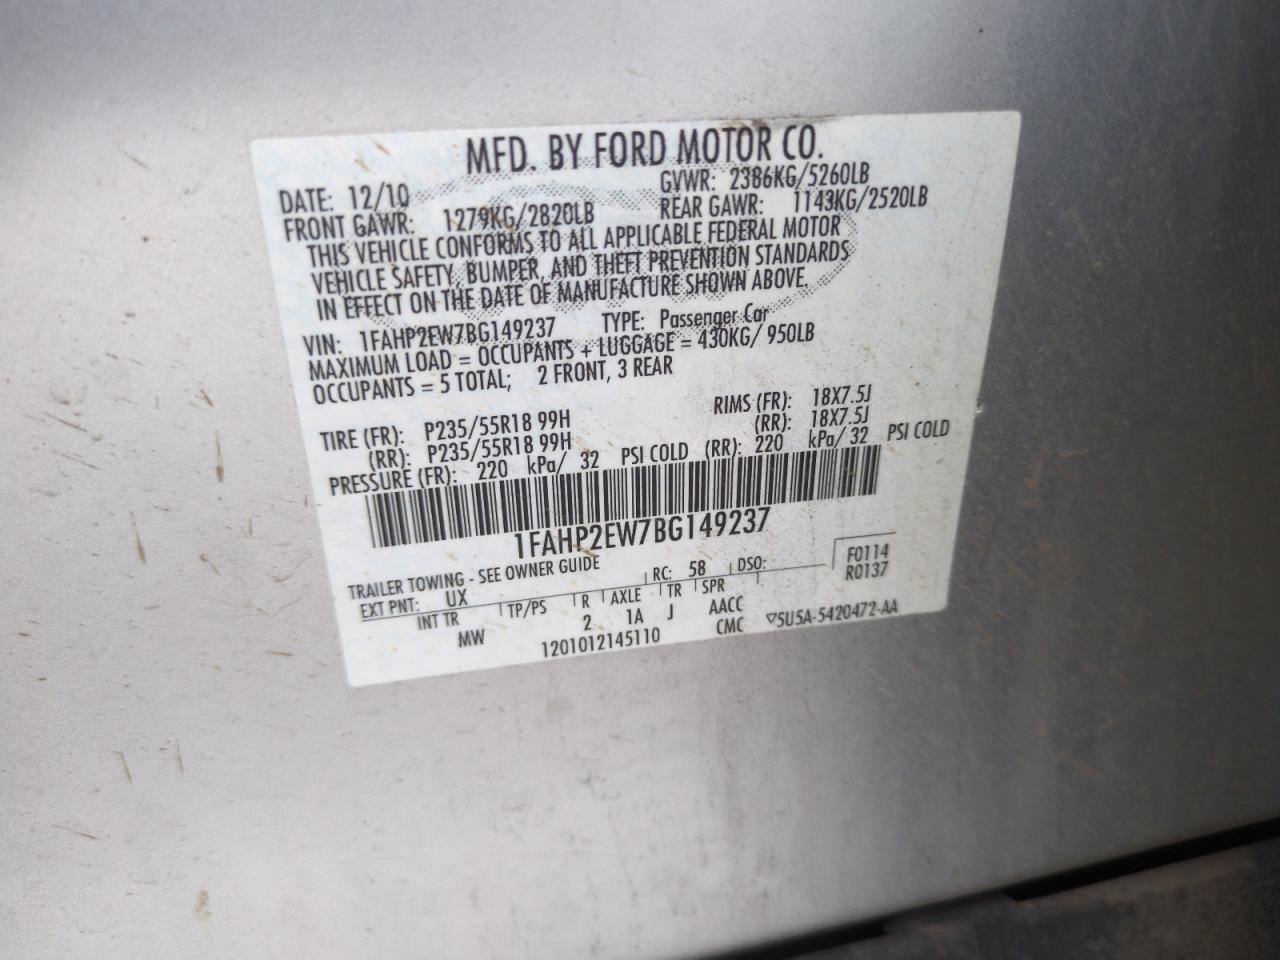 MFD. BY FORD MOTOR CO.
DATE: 12/10 GVWR: 2386KG/5260LB
FRONT GAWR: 1279KG/2820LB REAR GAWR: 1143KG/2520LB
THIS VEHICLE CONFORMS TO ALL APPLICABLE FEDERAL MOTOR
VEHICLE SAFETY, BUMPER, AND THEFT PREVENTION STANDARDS
IN EFFECT ON THE DATE OF MANUFACTURE SHOWN ABOVE.
VIN: 1FAHP2EW7BG149237 TYPE: Passenger Car
MAXIMUM LOAD = OCCUPANTS + LUGGAGE = 430KG/ 950LB
OCCUPANTS = 5 TOTAL; 2 FRONT, 3 REAR
TIRE (FR): P235/55R18 99H RIMS (FR): 18X7.5J
(RR): P235/55R18 99H (RR): 18X7.5J
PRESSURE (FR): 220 kPa/ 32 PSI COLD (RR): 220 kPa/ 32 PSI COLD
1FAHP2EW7BG149237
TRAILER TOWING - SEE OWNER GUIDE
EXT PNT: UX RC: 58 DSO: F0114
R0137
INT TR TP/PS R AXLE TR SPR
MW 2 1A J AACC
1201012145110 CMC ▽5U5A-5420472-AA